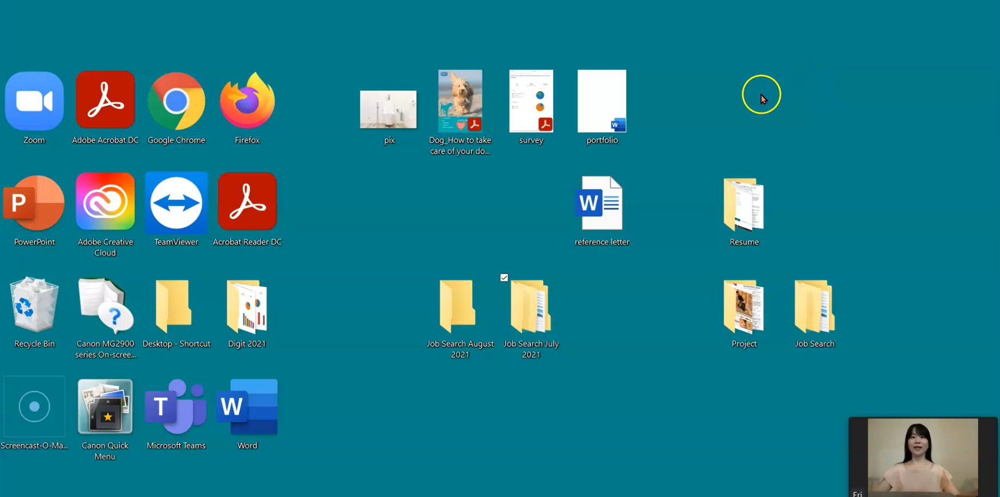 Zoom
Adobe Acrobat DC
Google Chrome
Firefox
pix
Dog_How to take
care of your do...
survey
portfolio
W
P
PowerPoint
Adobe Creative
Cloud
TeamViewer
Acrobat Reader DC
W
reference letter
Resume
Recycle Bin
?
Canon MG2900
series On-scree...
Desktop - Shortcut
Digit 2021
Job Search August
2021
Job Search July
2021
Project
Job Search
Screencast-O-Ma...
Canon Quick
Menu
T
Microsoft Teams
W
Word
Eri